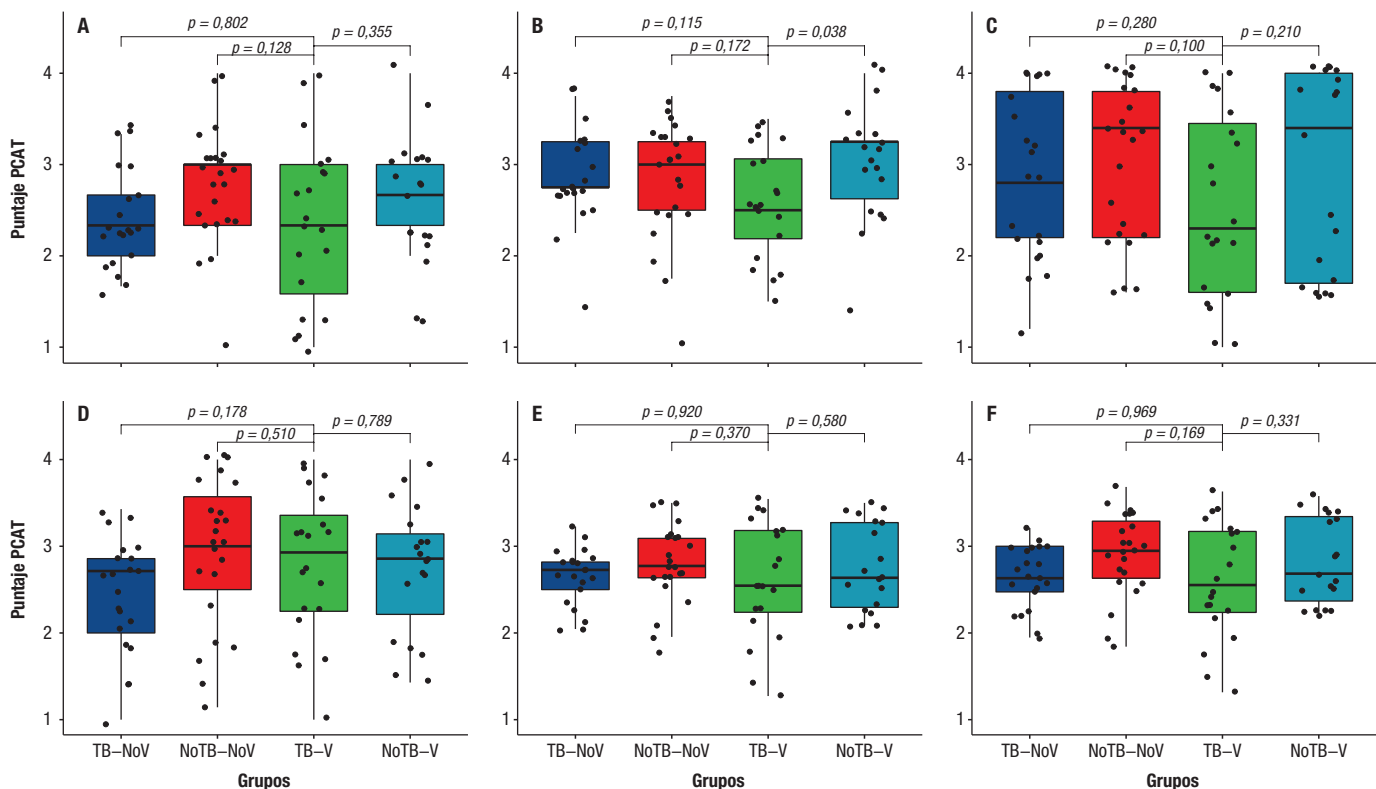 A
p = 0,802
p = 0,355
p = 0,128
Puntaje PCAT
4
3
2
1
B
p = 0,115
p = 0,038
p = 0,172
4
3
2
1
C
p = 0,280
p = 0,210
p = 0,100
4
3
2
1
D
p = 0,178
p = 0,789
p = 0,510
Puntaje PCAT
4
3
2
1
TB–NoV NoTB–NoV TB–V NoTB–V
Grupos
E
p = 0,920
p = 0,580
p = 0,370
4
3
2
1
TB–NoV NoTB–NoV TB–V NoTB–V
Grupos
F
p = 0,969
p = 0,331
p = 0,169
4
3
2
1
TB–NoV NoTB–NoV TB–V NoTB–V
Grupos